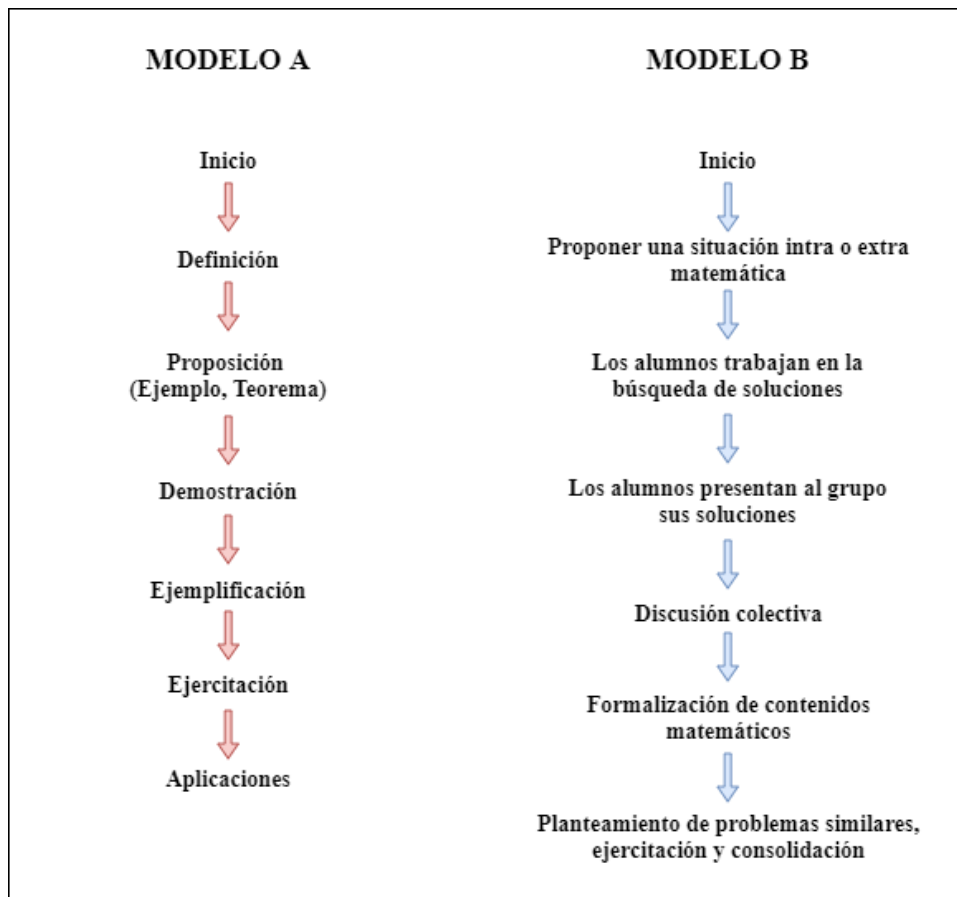 MODELO A
Inicio
Definición
Proposición
(Ejemplo, Teorema)
Demostración
Ejemplificación
Ejercitación
Aplicaciones
MODELO B
Inicio
Proponer una situación intra o extra
matemática
Los alumnos trabajan en la
búsqueda de soluciones
Los alumnos presentan al grupo
sus soluciones
Discusión colectiva
Formalización de contenidos
matemáticos
Planteamiento de problemas similares,
ejercitación y consolidación